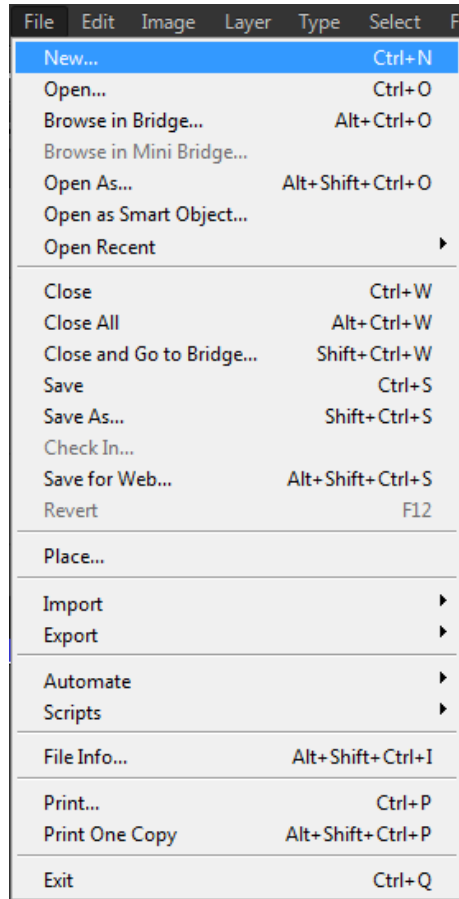 File Edit Image Layer Type Select F
New... Ctrl+N
Open... Ctrl+O
Browse in Bridge... Alt+Ctrl+O
Browse in Mini Bridge...
Open As... Alt+Shift+Ctrl+O
Open as Smart Object...
Open Recent
Close Ctrl+W
Close All Alt+Ctrl+W
Close and Go to Bridge... Shift+Ctrl+W
Save Ctrl+S
Save As... Shift+Ctrl+S
Check In...
Save for Web... Alt+Shift+Ctrl+S
Revert F12
Place...
Import
Export
Automate
Scripts
File Info... Alt+Shift+Ctrl+I
Print... Ctrl+P
Print One Copy Alt+Shift+Ctrl+P
Exit Ctrl+Q